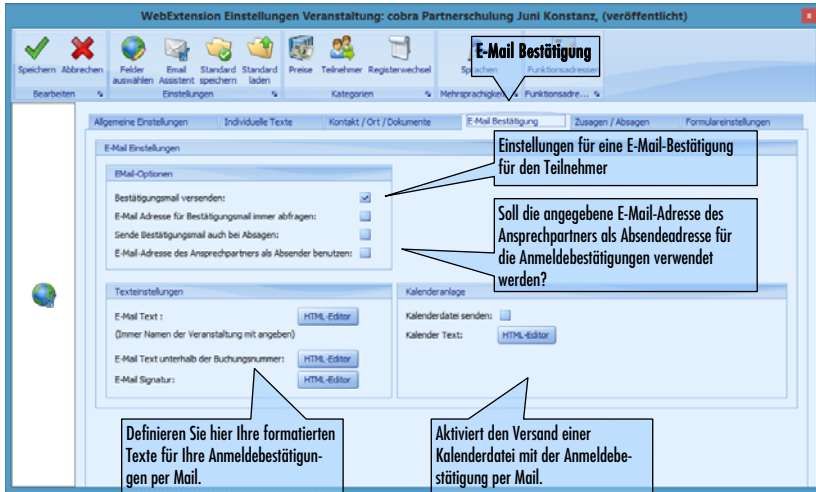 WebExtension Einstellungen Veranstaltung: cobra Partnerschulung Juni Konstanz, (veröffentlicht)
Speichern Abbrechen Felder auswählen Email Assistent Standard speichern Standard laden Preise Teilnehmer Registerwechsel Sprachen Funktionsadressen
E-Mail Bestätigung
Bearbeiten Einstellungen Kategorien Mehrsprachigkeit Funktionsadre...
Allgemeine Einstellungen Individuelle Texte Kontakt / Ort / Dokumente E-Mail Bestätigung Zusagen / Absagen Formulareinstellungen
E-Mail Einstellungen
EMail-Optionen
Bestätigungsmail versenden:
E-Mail Adresse für Bestätigungsmail immer abfragen:
Sende Bestätigungsmail auch bei Absagen:
E-Mail-Adresse des Ansprechpartners als Absender benutzen:
Einstellungen für eine E-Mail-Bestätigung
für den Teilnehmer
Soll die angegebene E-Mail-Adresse des
Ansprechpartners als Absendeadresse für
die Anmeldebestätigungen verwendet
werden?
Texteinstellungen
E-Mail Text : HTML-Editor
(Immer Namen der Veranstaltung mit angeben)
E-Mail Text unterhalb der Buchungsnummer: HTML-Editor
E-Mail Signatur: HTML-Editor
Kalenderanlage
Kalenderdatei senden:
Kalender Text: HTML-Editor
Definieren Sie hier Ihre formatierten
Texte für Ihre Anmeldebestätigun-
gen per Mail.
Aktiviert den Versand einer
Kalenderdatei mit der Anmeldebe-
stätigung per Mail.